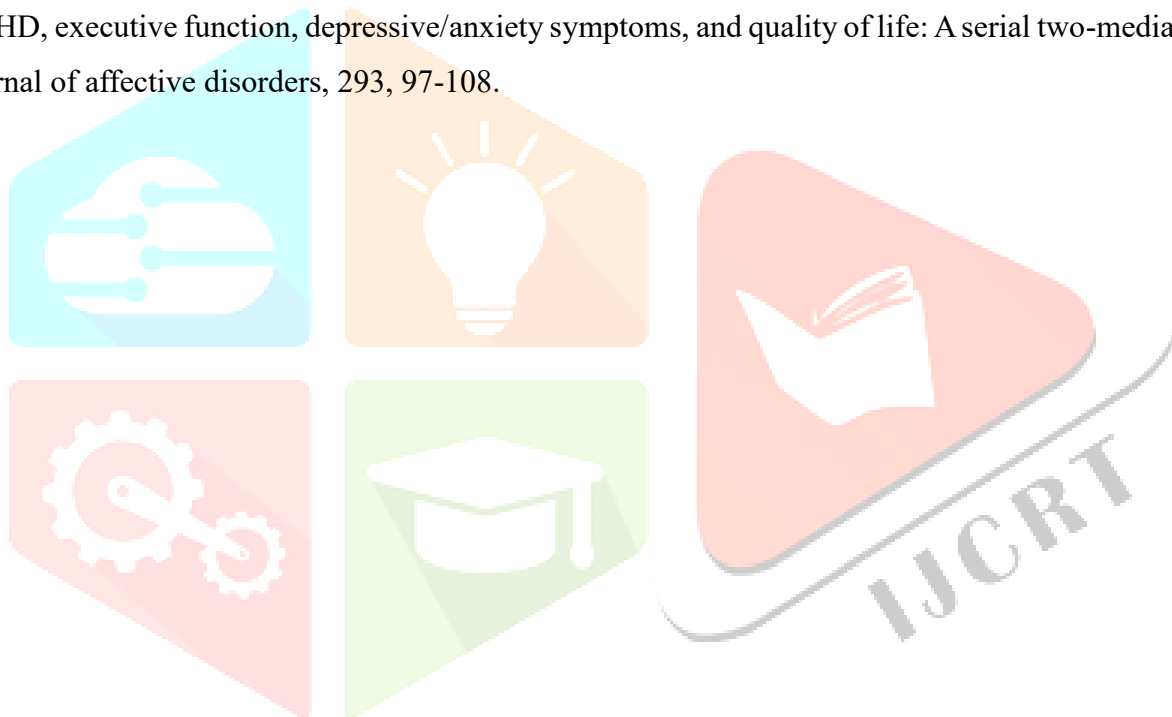 HD, executive function, depressive/anxiety symptoms, and quality of life: A serial two-media
rnal of affective disorders, 293, 97-108.
IJCRT